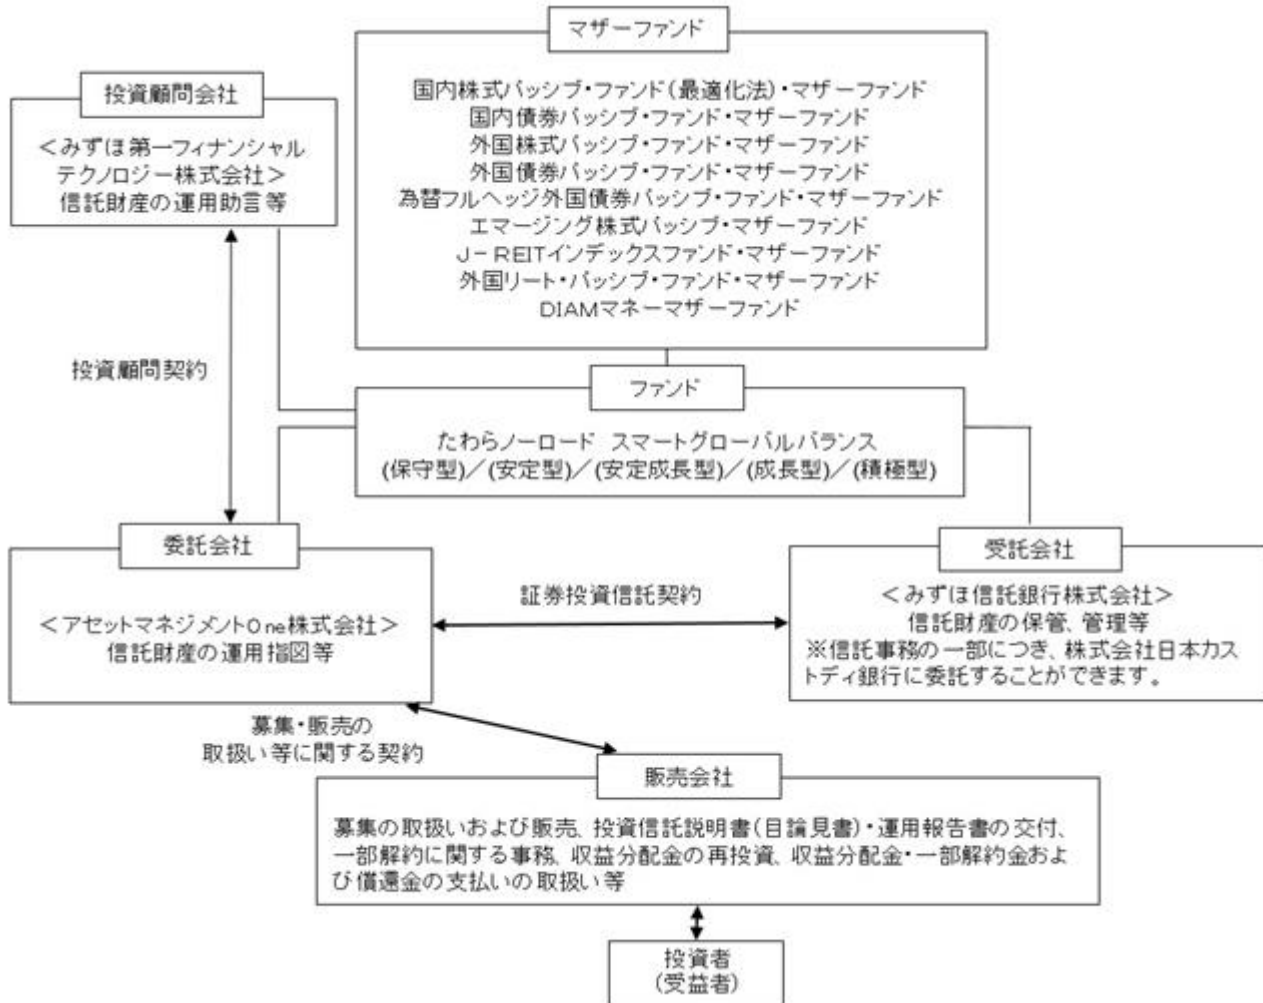 マザーファンド
国内株式パッシブ・ファンド(最適化法)・マザーファンド
国内債券パッシブ・ファンド・マザーファンド
外国株式パッシブ・ファンド・マザーファンド
外国債券パッシブ・ファンド・マザーファンド
為替フルヘッジ外国債券パッシブ・ファンド・マザーファンド
エマージング株式パッシブ・マザーファンド
J-REITインデックスファンド・マザーファンド
外国リート・パッシブ・ファンド・マザーファンド
DIAMマネーマザーファンド
投資顧問会社
<みずほ第一フィナンシャル
テクノロジー株式会社>
信託財産の運用助言等
投資顧問契約
ファンド
たわらノーロード スマートグローバルバランス
(保守型)/(安定型)/(安定成長型)/(成長型)/(積極型)
委託会社
<アセットマネジメントOne株式会社>
信託財産の運用指図等
証券投資信託契約
受託会社
<みずほ信託銀行株式会社>
信託財産の保管、管理等
※信託事務の一部につき、株式会社日本カス
トディ銀行に委託することができます。
募集・販売の
取扱い等に関する契約
販売会社
募集の取扱いおよび販売、投資信託説明書(目論見書)・運用報告書の交付、
一部解約に関する事務、収益分配金の再投資、収益分配金・一部解約金およ
び償還金の支払いの取扱い等
投資者
(受益者)